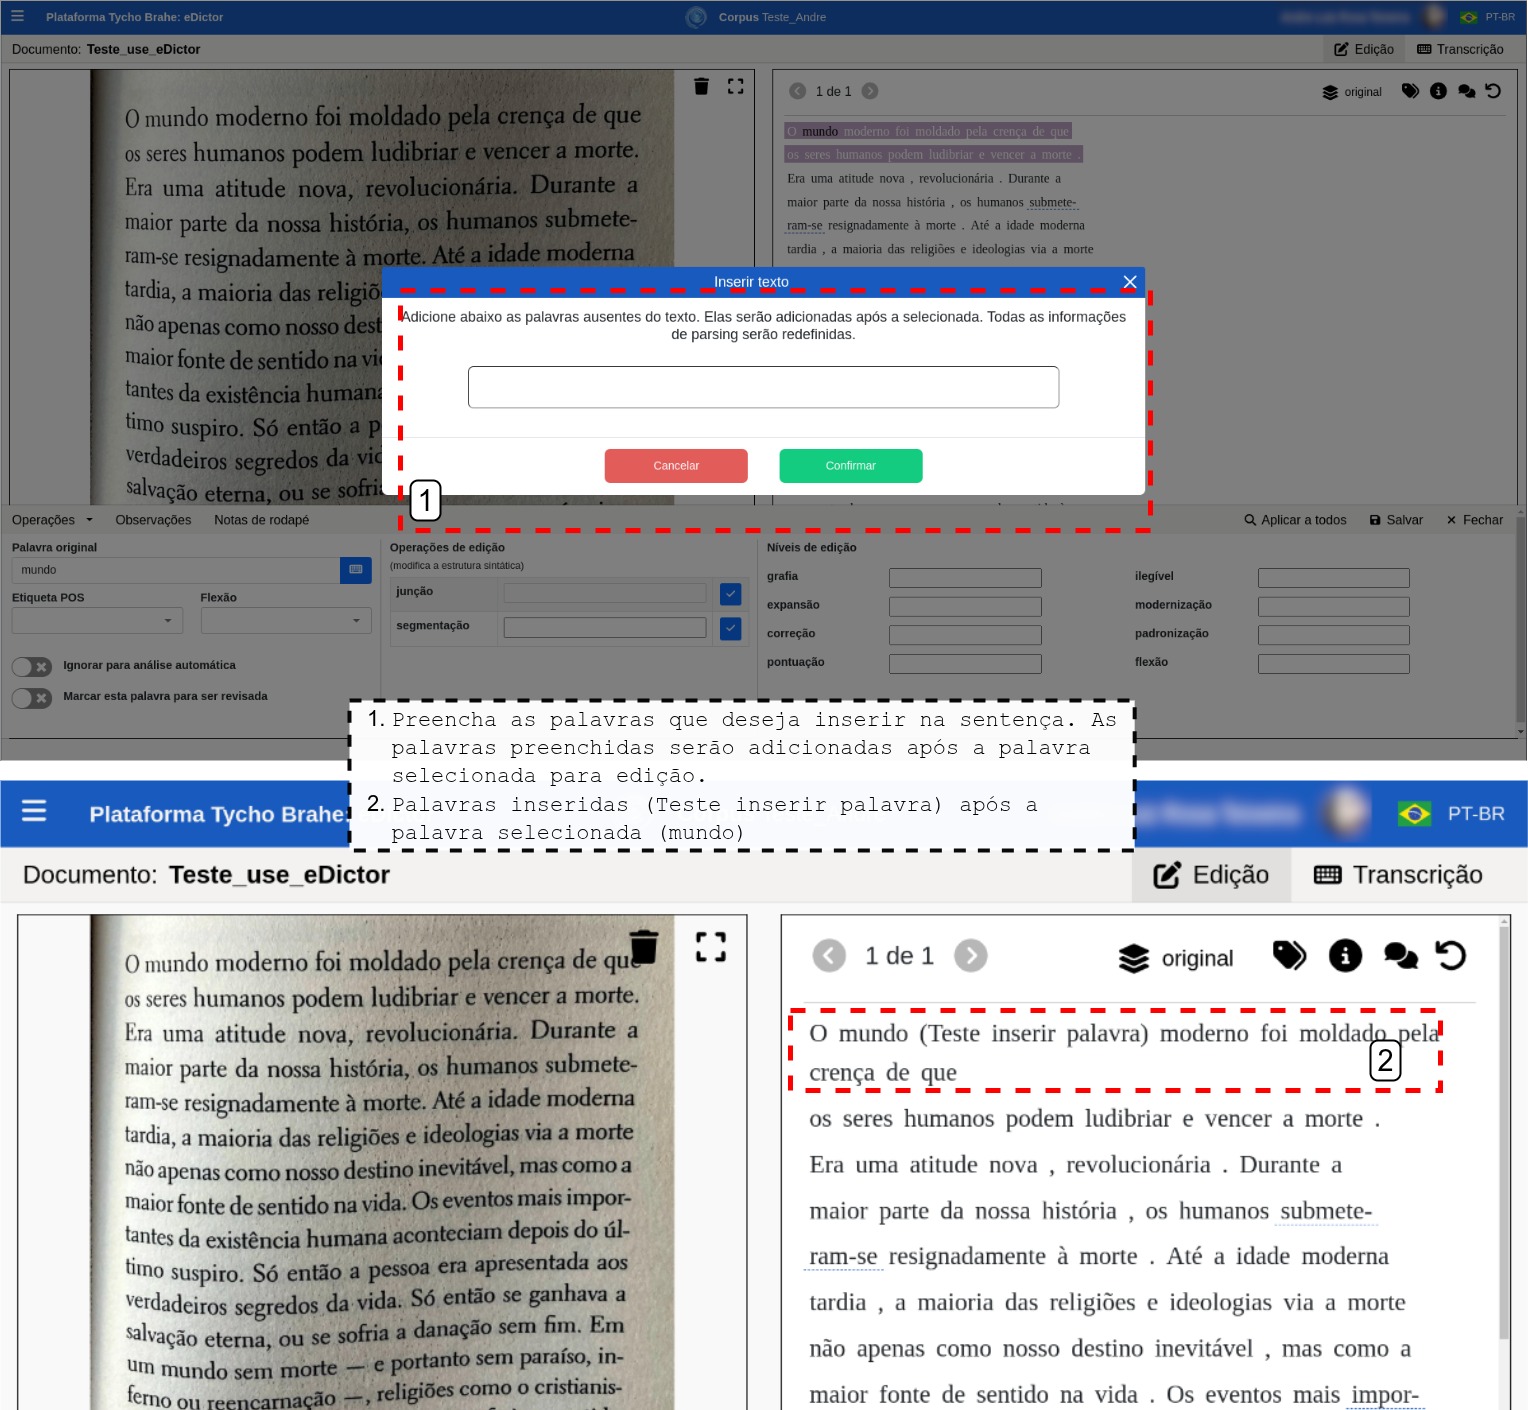 Plataforma Tycho Brahe: eDictor
Corpus Teste_Andre
PT-BR
Documento: Teste_use_eDictor
Edição
Transcrição
O mundo moderno foi moldado pela crença de que
os seres humanos podem ludibriar e vencer a morte.
Era uma atitude nova, revolucionária. Durante a
maior parte da nossa história, os humanos submete-
ram-se resignadamente à morte. Até a idade moderna
tardia, a maioria das religiõ
não apenas como nosso dest
maior fonte de sentido na vi
tantes da existência humana
timo suspiro. Só então a p
verdadeiros segredos da vid
salvação eterna, ou se sofria
1 de 1
original
O mundo moderno foi moldado pela crença de que
os seres humanos podem ludibriar e vencer a morte .
Era uma atitude nova , revolucionária . Durante a
maior parte da nossa história , os humanos submete-
ram-se resignadamente à morte . Até a idade moderna
tardia , a maioria das religiões e ideologias via a morte
Inserir texto
Adicione abaixo as palavras ausentes do texto. Elas serão adicionadas após a selecionada. Todas as informações
de parsing serão redefinidas.
Cancelar
Confirmar
1
Operações
Observações
Notas de rodapé
Aplicar a todos
Salvar
Fechar
Palavra original
mundo
Etiqueta POS
Flexão
Ignorar para análise automática
Marcar esta palavra para ser revisada
Operações de edição
(modifica a estrutura sintática)
junção
segmentação
Níveis de edição
grafia
expansão
correção
pontuação
ilegível
modernização
padronização
flexão
1. Preencha as palavras que deseja inserir na sentença. As
palavras preenchidas serão adicionadas após a palavra
selecionada para edição.
2. Palavras inseridas (Teste inserir palavra) após a
palavra selecionada (mundo)
Plataforma Tycho Brahe:
PT-BR
Documento: Teste_use_eDictor
Edição
Transcrição
O mundo moderno foi moldado pela crença de que
os seres humanos podem ludibriar e vencer a morte.
Era uma atitude nova, revolucionária. Durante a
maior parte da nossa história, os humanos submete-
ram-se resignadamente à morte. Até a idade moderna
tardia, a maioria das religiões e ideologias via a morte
não apenas como nosso destino inevitável, mas como a
maior fonte de sentido na vida. Os eventos mais impor-
tantes da existência humana aconteciam depois do úl-
timo suspiro. Só então a pessoa era apresentada aos
verdadeiros segredos da vida. Só então se ganhava a
salvação eterna, ou se sofria a danação sem fim. Em
um mundo sem morte — e portanto sem paraíso, in-
ferno ou reencarnação —, religiões como o cristianis-
1 de 1
original
O mundo (Teste inserir palavra) moderno foi moldado pela
crença de que
2
os seres humanos podem ludibriar e vencer a morte .
Era uma atitude nova , revolucionária . Durante a
maior parte da nossa história , os humanos submete-
ram-se resignadamente à morte . Até a idade moderna
tardia , a maioria das religiões e ideologias via a morte
não apenas como nosso destino inevitável , mas como a
maior fonte de sentido na vida . Os eventos mais impor-